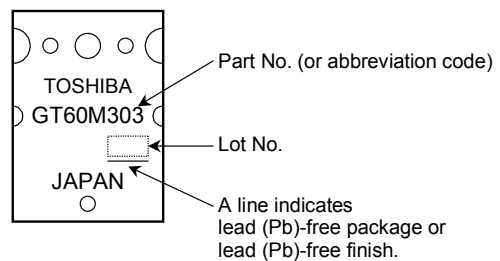 TOSHIBA
GT60M303
JAPAN
Part No. (or abbreviation code)
Lot No.
A line indicates
lead (Pb)-free package or
lead (Pb)-free finish.